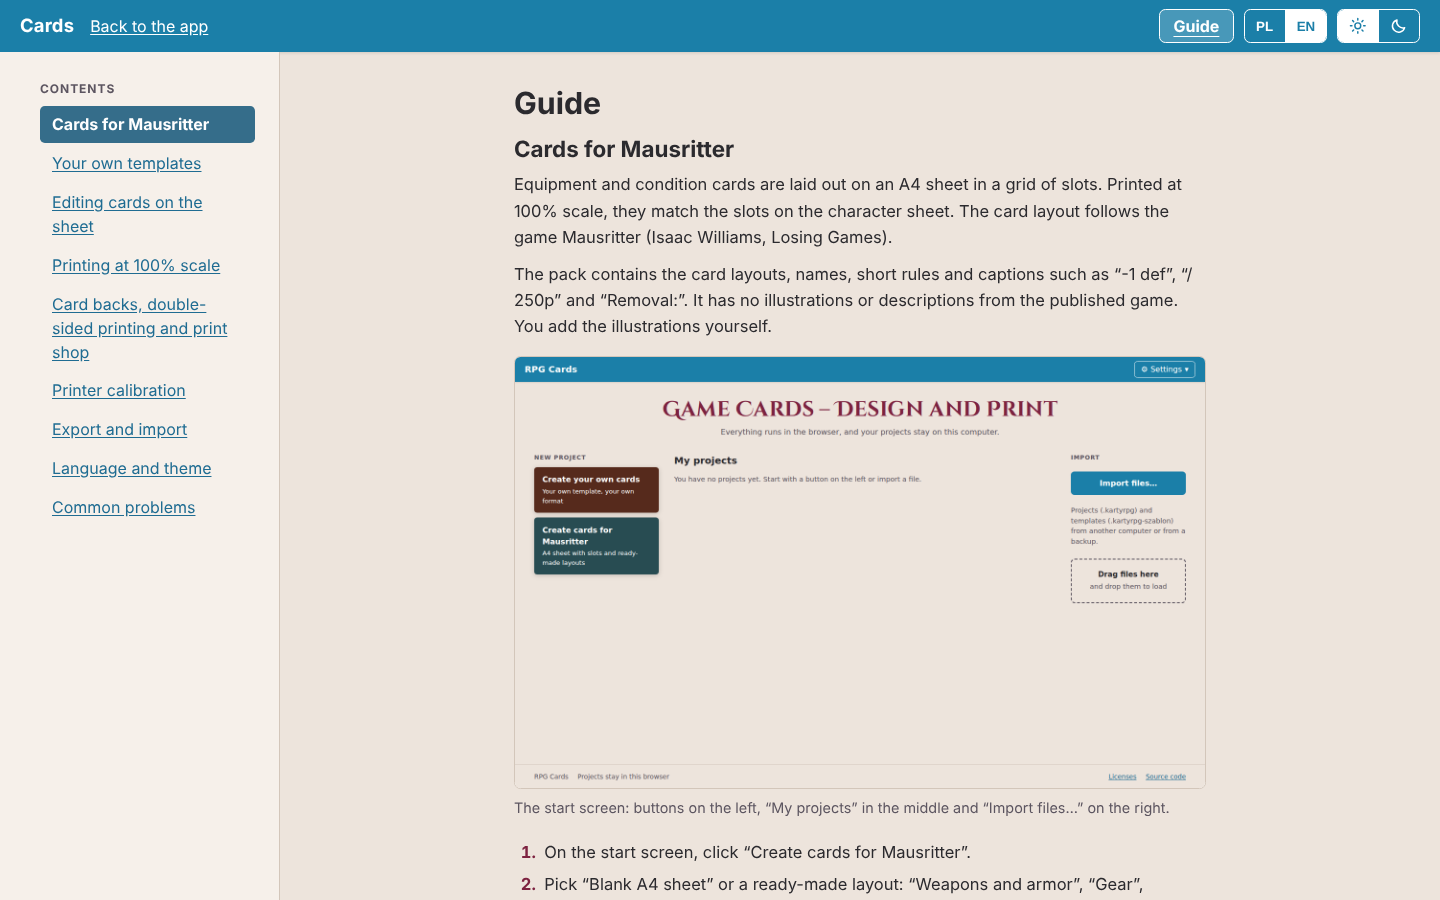 Cards Back to the app Guide PL EN
CONTENTS
Cards for Mausritter
Your own templates
Editing cards on the
sheet
Printing at 100% scale
Card backs, double-
sided printing and print
shop
Printer calibration
Export and import
Language and theme
Common problems
Guide
Cards for Mausritter
Equipment and condition cards are laid out on an A4 sheet in a grid of slots. Printed at
100% scale, they match the slots on the character sheet. The card layout follows the
game Mausritter (Isaac Williams, Losing Games).
The pack contains the card layouts, names, short rules and captions such as “-1 def”, “/
250p” and “Removal:”. It has no illustrations or descriptions from the published game.
You add the illustrations yourself.
RPG Cards ⚙ Settings ▾
GAME CARDS – DESIGN AND PRINT
Everything runs in the browser, and your projects stay on this computer.
NEW PROJECT
Create your own cards
Your own template, your own
format
Create cards for
Mausritter
A4 sheet with slots and ready-
made layouts
My projects
You have no projects yet. Start with a button on the left or import a file.
IMPORT
Import files…
Projects (.kartyrpg) and
templates (.kartyrpg-szablon)
from another computer or from a
backup.
Drag files here
and drop them to load
RPG Cards Projects stay in this browser Licenses Source code
The start screen: buttons on the left, “My projects” in the middle and “Import files…” on the right.
1. On the start screen, click “Create cards for Mausritter”.
2. Pick “Blank A4 sheet” or a ready-made layout: “Weapons and armor”, “Gear”,